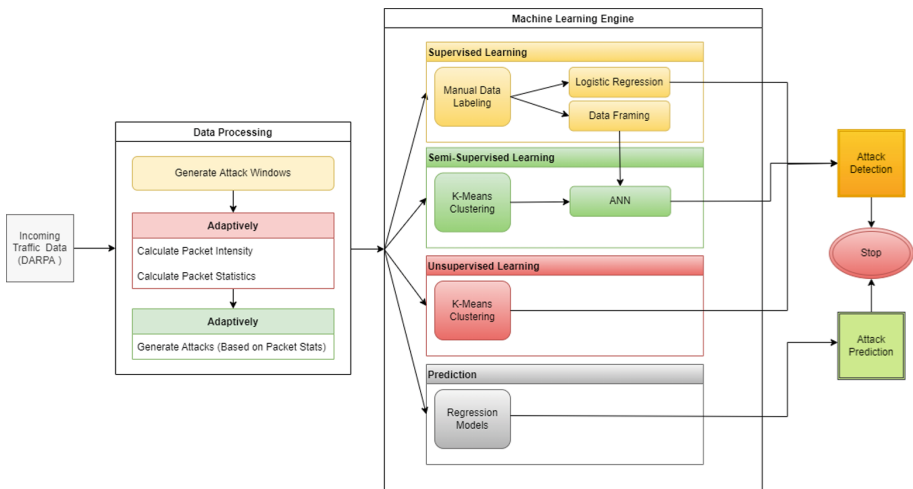 Machine Learning Engine
Supervised Learning
Manual Data
Labeling
Logistic Regression
Data Framing
Data Processing
Generate Attack Windows
Adaptively
Calculate Packet Intensity
Calculate Packet Statistics
Adaptively
Generate Attacks (Based on Packet Stats)
Incoming
Traffic Data
(DARPA )
Semi-Supervised Learning
K-Means
Clustering
ANN
Unsupervised Learning
K-Means
Clustering
Prediction
Regression
Models
Attack
Detection
Stop
Attack
Prediction